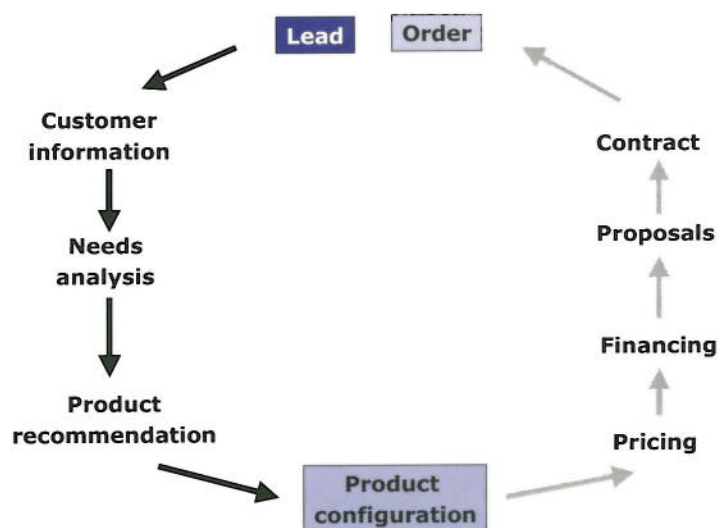 Lead
Order
Customer
information
Needs
analysis
Product
recommendation
Product
configuration
Pricing
Financing
Proposals
Contract